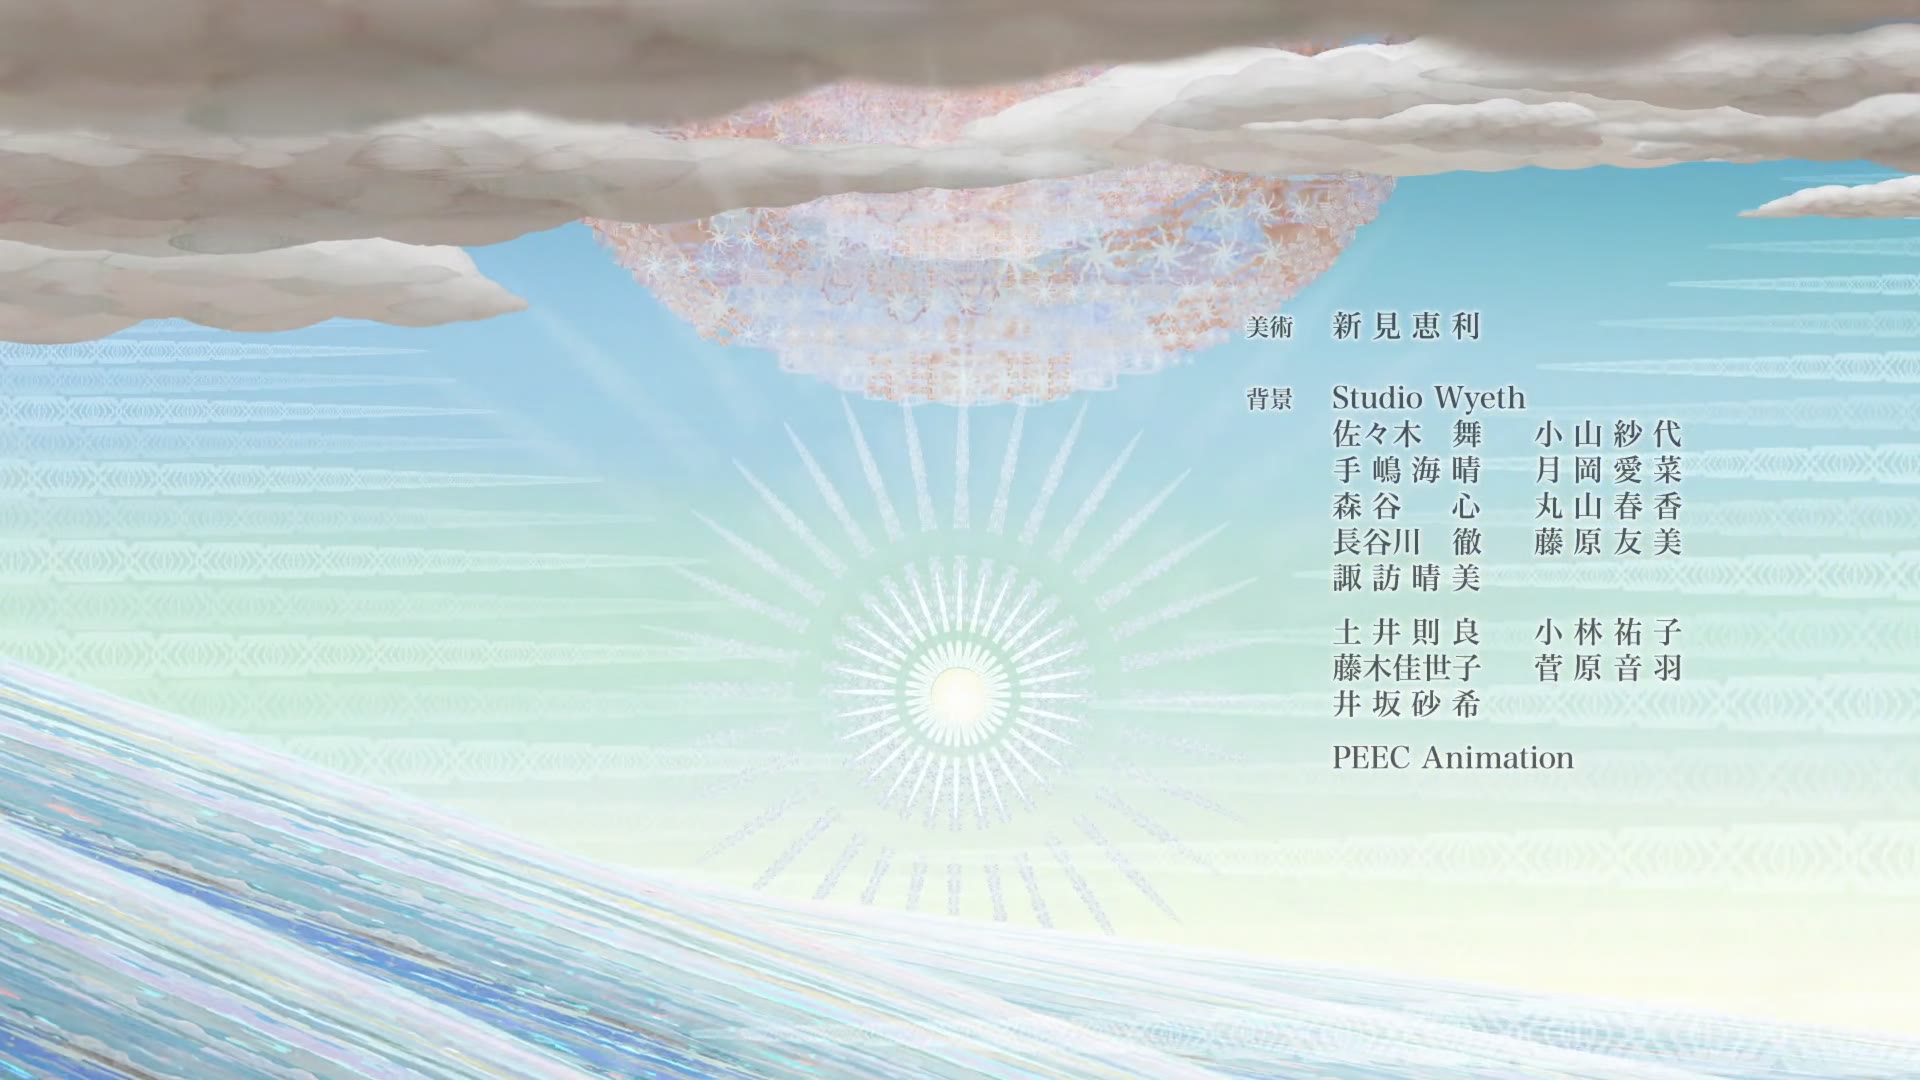 美術 新見恵利
背景 Studio Wyeth
佐々木 舞 小山紗代
手嶋海晴 月岡愛菜
森谷 心 丸山春香
長谷川 徹 藤原友美
諏訪晴美
土井則良 小林祐子
藤木佳世子 菅原音羽
井坂砂希
PEEC Animation